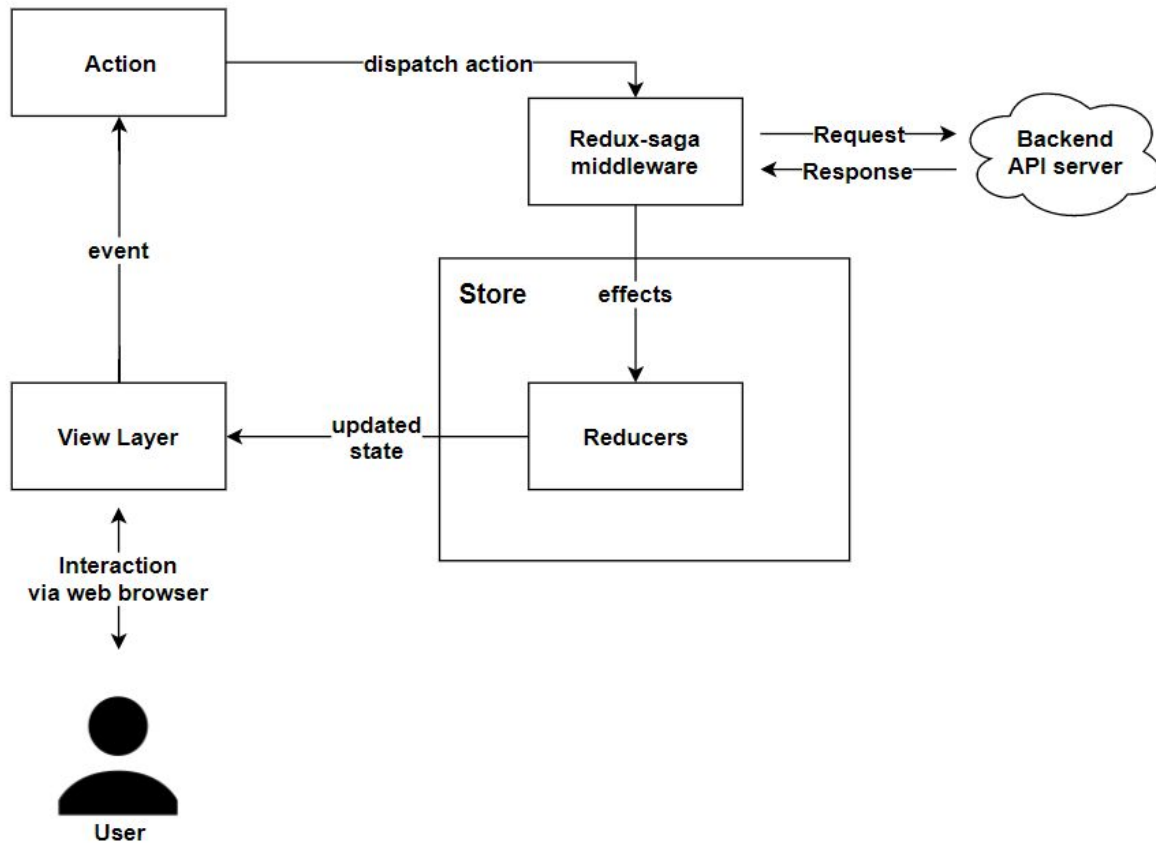 Action
dispatch action
Redux-saga
middleware
Request
Response
Backend
API server
event
Store
effects
View Layer
updated
state
Reducers
Interaction
via web browser
User